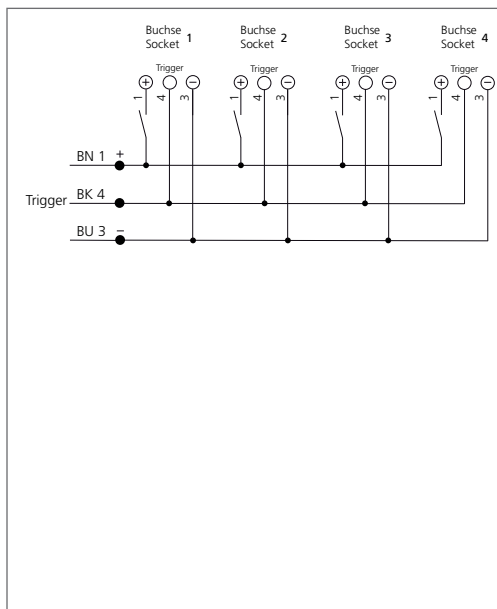 Buchse Socket 1
Buchse Socket 2
Buchse Socket 3
Buchse Socket 4
Trigger
Trigger
Trigger
Trigger
+ − + − + − + −
1 4 3 1 4 3 1 4 3 1 4 3
BN 1 +
Trigger BK 4
BU 3 −